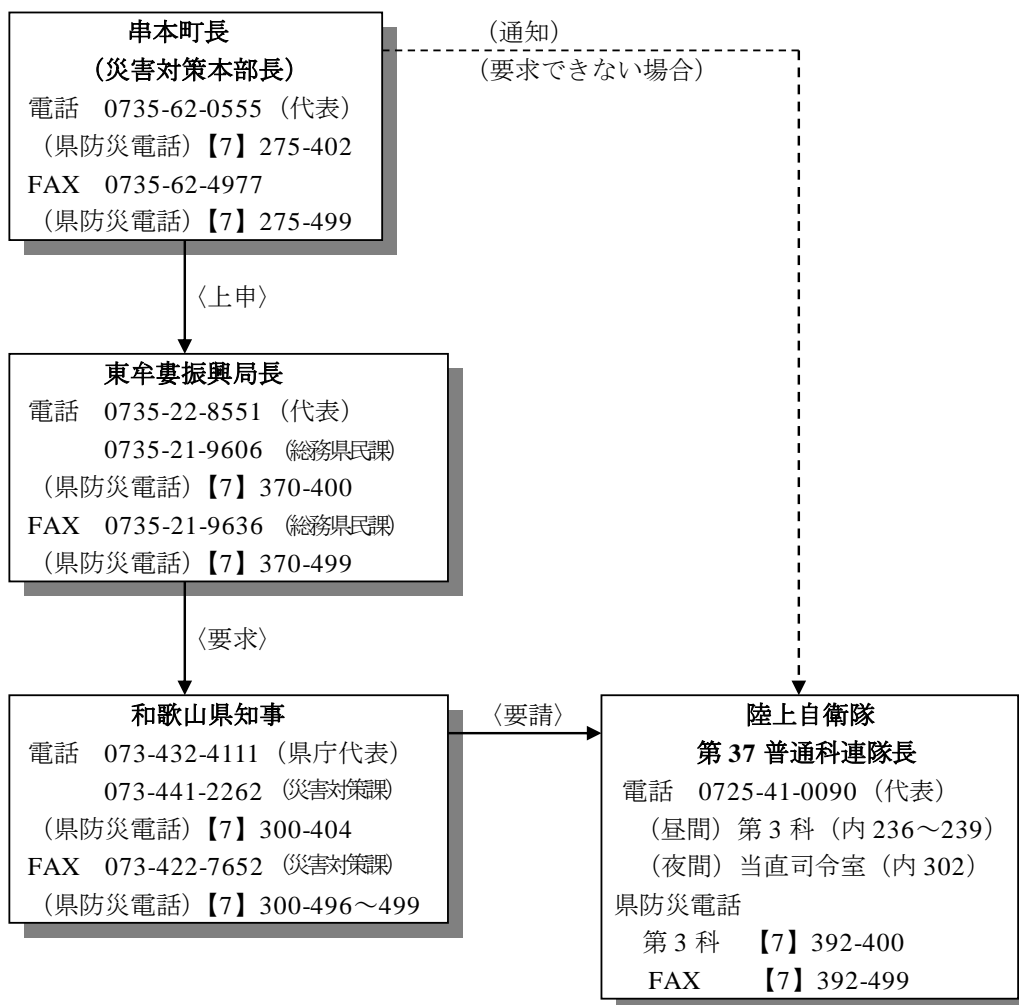 串本町長
（災害対策本部長）
電話　0735-62-0555（代表）
（県防災電話）【7】275-402
FAX　0735-62-4977
（県防災電話）【7】275-499
（通知）
（要求できない場合）
〈上申〉
東牟婁振興局長
電話　0735-22-8551（代表）
0735-21-9606（総務県民課）
（県防災電話）【7】370-400
FAX　0735-21-9636（総務県民課）
（県防災電話）【7】370-499
〈要求〉
和歌山県知事
電話　073-432-4111（県庁代表）
073-441-2262（災害対策課）
（県防災電話）【7】300-404
FAX　073-422-7652（災害対策課）
（県防災電話）【7】300-496～499
〈要請〉
陸上自衛隊
第 37 普通科連隊長
電話　0725-41-0090（代表）
（昼間）第 3 科（内 236～239）
（夜間）当直司令室（内 302）
県防災電話
第 3 科　【7】392-400
FAX　【7】392-499